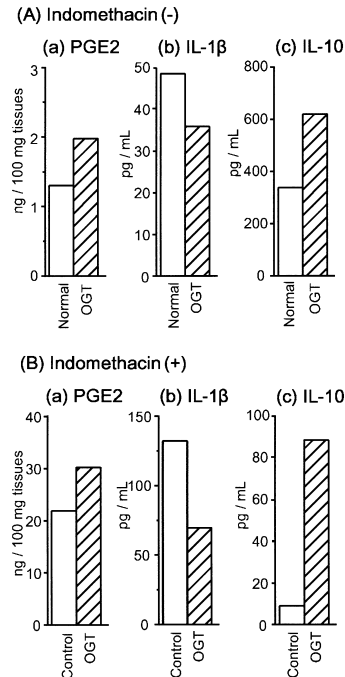 (A) Indomethacin (-)
(a) PGE2 (b) IL-1β (c) IL-10
ng / 100 mg tissues
3
2
1
0
Normal
OGT
pg / mL
50
40
30
20
10
0
Normal
OGT
pg / mL
800
600
400
200
0
Normal
OGT
(B) Indomethacin (+)
(a) PGE2 (b) IL-1β (c) IL-10
ng / 100 mg tissues
40
30
20
10
0
Control
OGT
pg / mL
150
100
75
50
25
0
Control
OGT
pg / mL
100
80
60
40
20
0
Control
OGT